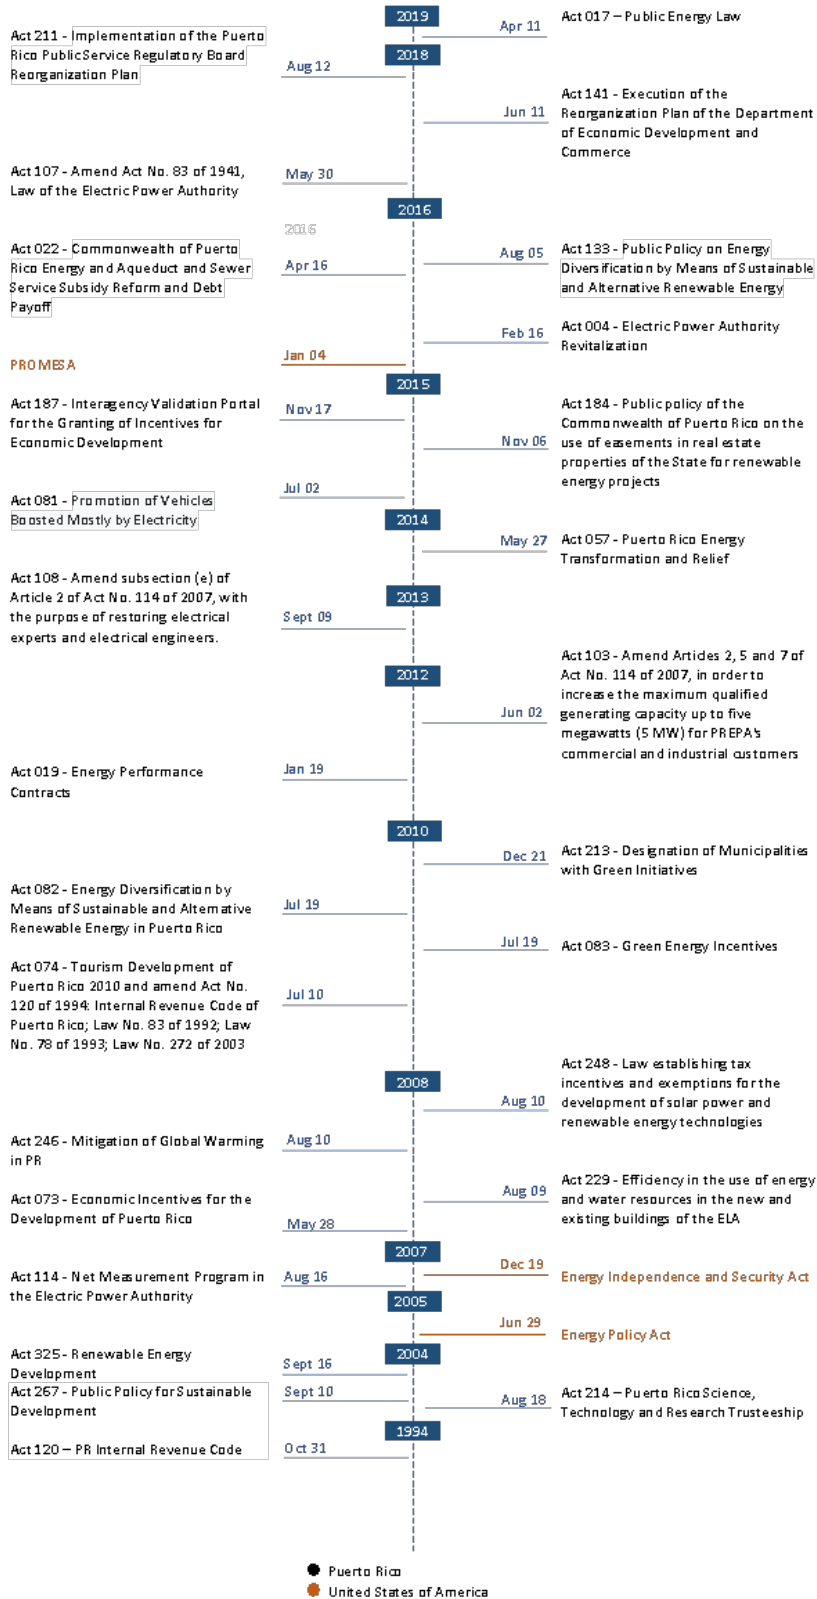 2019
Apr 11
Act 017 – Public Energy Law
Act 211 - Implementation of the Puerto
Rico Public Service Regulatory Board
Reorganization Plan
2018
Aug 12
Jun 11
Act 141 - Execution of the
Reorganization Plan of the Department
of Economic Development and
Commerce
Act 107 - Amend Act No. 83 of 1941,
Law of the Electric Power Authority
May 30
2016
2016
Act 022 - Commonwealth of Puerto
Rico Energy and Aqueduct and Sewer
Service Subsidy Reform and Debt
Payoff
Apr 16
Aug 05
Act 133 - Public Policy on Energy
Diversification by Means of Sustainable
and Alternative Renewable Energy
Feb 16
Act 004 - Electric Power Authority
Revitalization
PROMESA
Jan 04
2015
Act 187 - Interagency Validation Portal
for the Granting of Incentives for
Economic Development
Nov 17
Nov 06
Act 184 - Public policy of the
Commonwealth of Puerto Rico on the
use of easements in real estate
properties of the State for renewable
energy projects
Act 081 - Promotion of Vehicles
Boosted Mostly by Electricity
Jul 02
2014
May 27
Act 057 - Puerto Rico Energy
Transformation and Relief
Act 108 - Amend subsection (e) of
Article 2 of Act No. 114 of 2007, with
the purpose of restoring electrical
experts and electrical engineers.
2013
Sept 09
2012
Jun 02
Act 103 - Amend Articles 2, 5 and 7 of
Act No. 114 of 2007, in order to
increase the maximum qualified
generating capacity up to five
megawatts (5 MW) for PREPA's
commercial and industrial customers
Act 019 - Energy Performance
Contracts
Jan 19
2010
Dec 21
Act 213 - Designation of Municipalities
with Green Initiatives
Act 082 - Energy Diversification by
Means of Sustainable and Alternative
Renewable Energy in Puerto Rico
Jul 19
Jul 19
Act 083 - Green Energy Incentives
Act 074 - Tourism Development of
Puerto Rico 2010 and amend Act No.
120 of 1994: Internal Revenue Code of
Puerto Rico; Law No. 83 of 1992; Law
No. 78 of 1993; Law No. 272 of 2003
Jul 10
2008
Aug 10
Act 248 - Law establishing tax
incentives and exemptions for the
development of solar power and
renewable energy technologies
Act 246 - Mitigation of Global Warming
in PR
Aug 10
Aug 09
Act 229 - Efficiency in the use of energy
and water resources in the new and
existing buildings of the ELA
Act 073 - Economic Incentives for the
Development of Puerto Rico
May 28
2007
Dec 19
Energy Independence and Security Act
Act 114 - Net Measurement Program in
the Electric Power Authority
Aug 16
2005
Jun 29
Energy Policy Act
2004
Act 325 - Renewable Energy
Development
Sept 16
Act 267 - Public Policy for Sustainable
Development
Sept 10
Aug 18
Act 214 – Puerto Rico Science,
Technology and Research Trusteeship
1994
Act 120 – PR Internal Revenue Code
Oct 31
Puerto Rico
United States of America